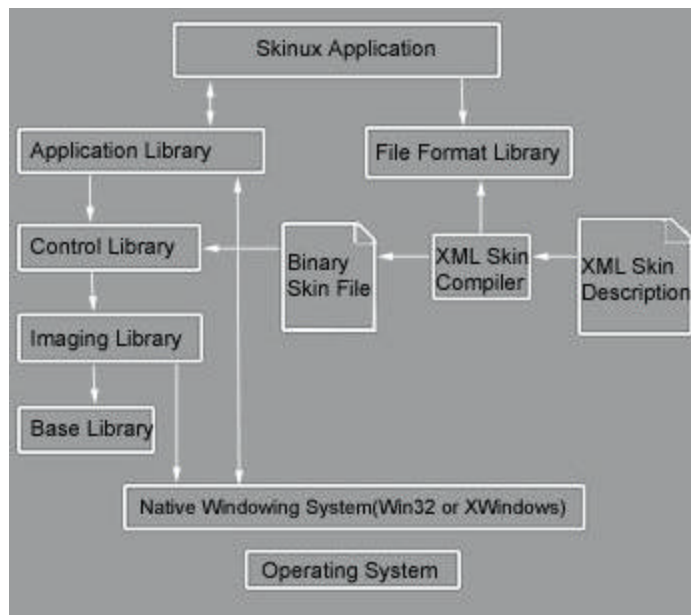 Skinux Application
Application Library
File Format Library
Control Library
Binary
Skin File
XML Skin
Compiler
XML Skin
Description
Imaging Library
Base Library
Native Windowing System(Win32 or XWindows)
Operating System